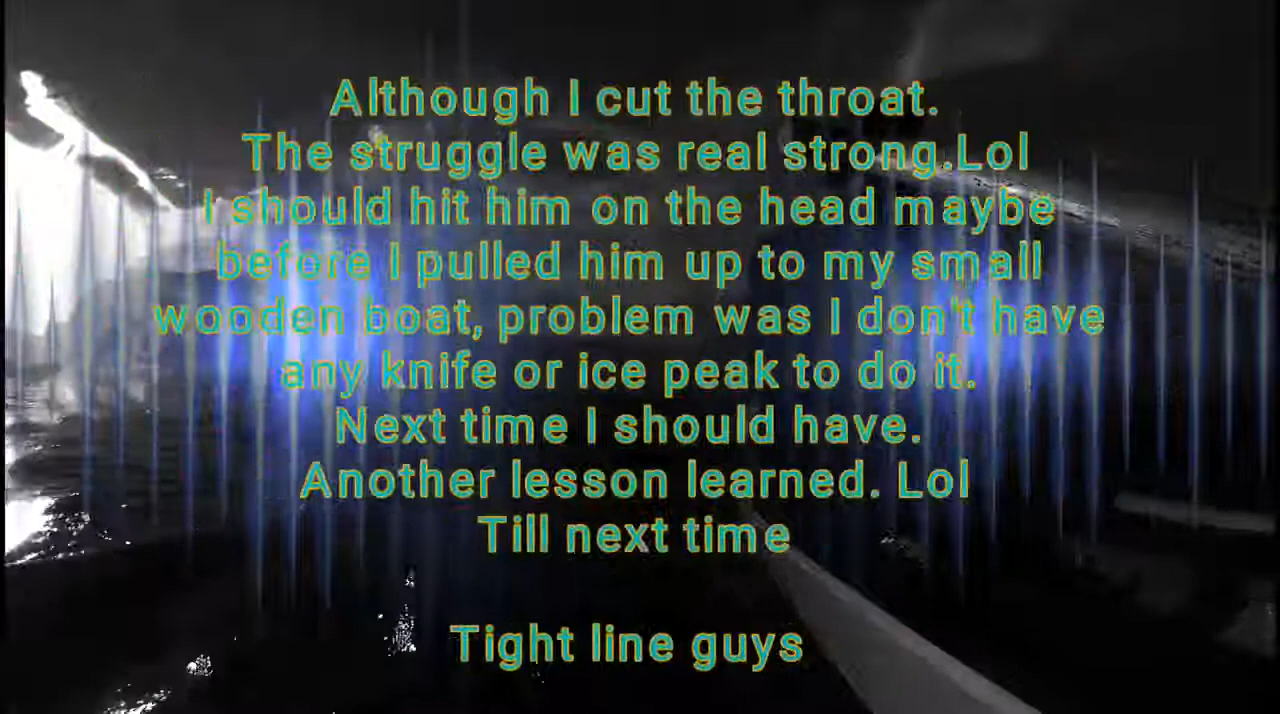 Although I cut the throat.
The struggle was real strong.Lol
I should hit him on the head maybe
before I pulled him up to my small
wooden boat, problem was I don't have
any knife or ice peak to do it.
Next time I should have.
Another lesson learned. Lol
Till next time
Tight line guys